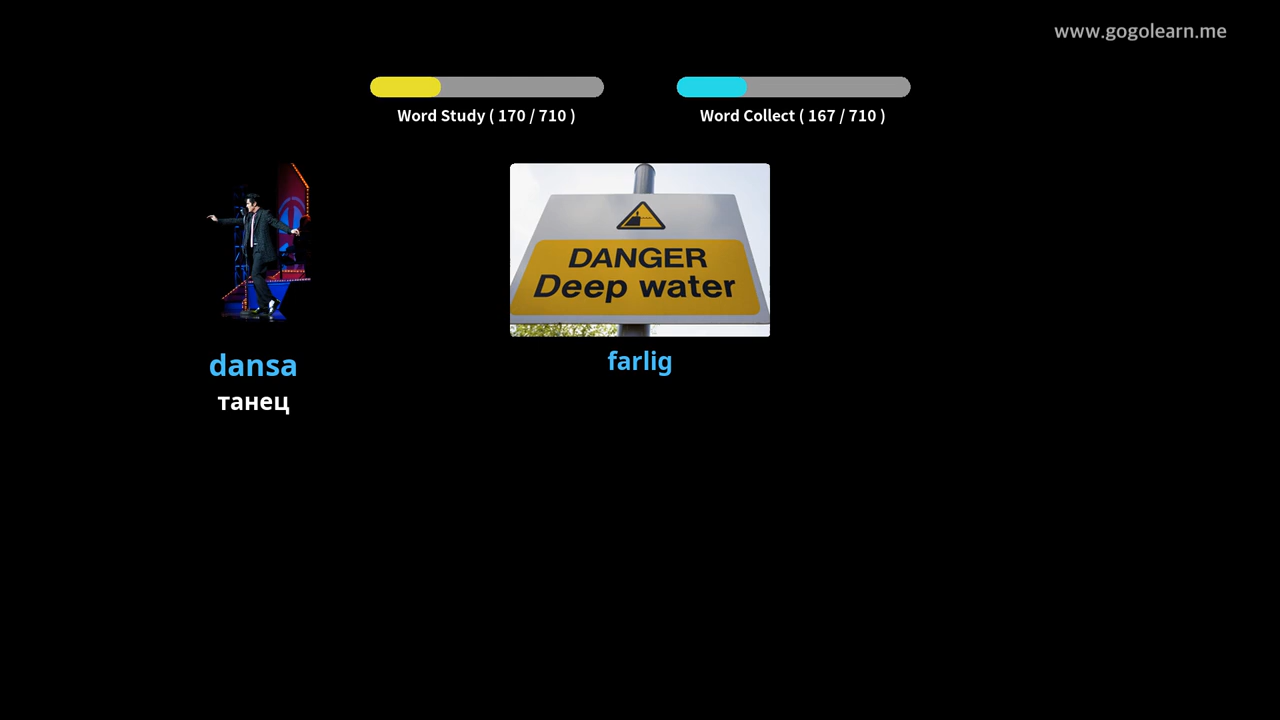 www.gogolearn.me
Word Study ( 170 / 710 )
Word Collect ( 167 / 710 )
DANGER
Deep water
dansa
танец
farlig